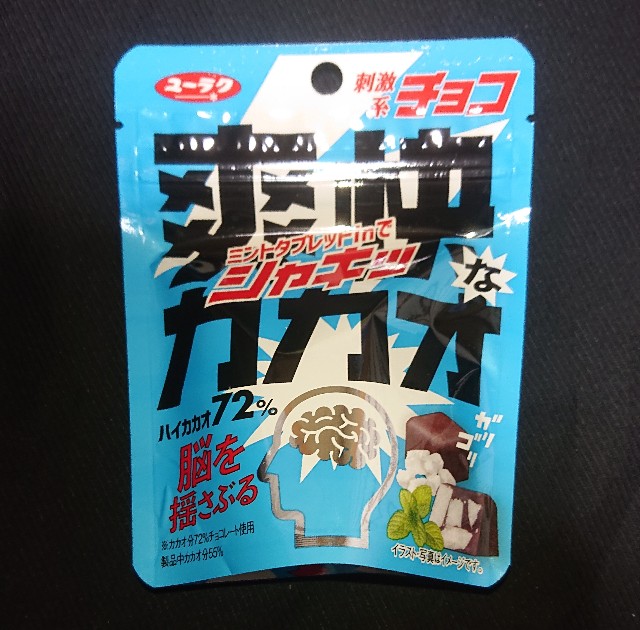 ユーラク
刺激系チョコ
爽快な
ミントタブレットinで
シャキッ
カカオ
ハイカカオ72%
脳を
揺さぶる
ガリゴリッ
※カカオ分72%チョコレート使用
製品中カカオ分55%
イラスト・写真はイメージです。